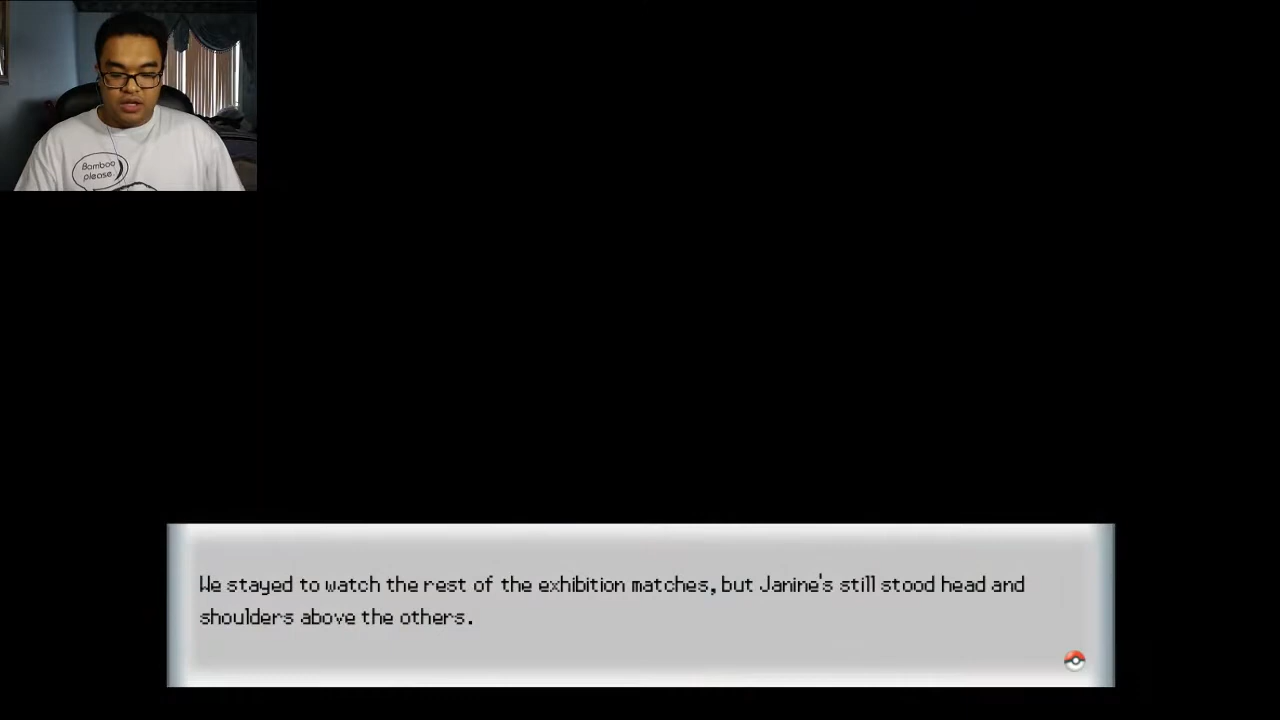 Bamboo
please.
We stayed to watch the rest of the exhibition matches, but Janine's still stood head and
shoulders above the others.